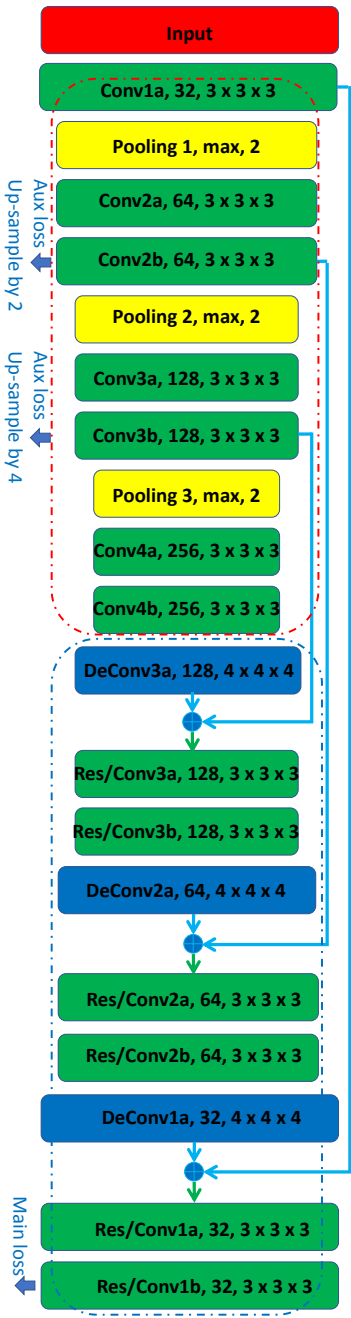 Input
Conv1a, 32, 3 x 3 x 3
Pooling 1, max, 2
Conv2a, 64, 3 x 3 x 3
Conv2b, 64, 3 x 3 x 3
Aux loss
Up-sample by 2
Pooling 2, max, 2
Conv3a, 128, 3 x 3 x 3
Conv3b, 128, 3 x 3 x 3
Aux loss
Up-sample by 4
Pooling 3, max, 2
Conv4a, 256, 3 x 3 x 3
Conv4b, 256, 3 x 3 x 3
DeConv3a, 128, 4 x 4 x 4
Res/Conv3a, 128, 3 x 3 x 3
Res/Conv3b, 128, 3 x 3 x 3
DeConv2a, 64, 4 x 4 x 4
Res/Conv2a, 64, 3 x 3 x 3
Res/Conv2b, 64, 3 x 3 x 3
DeConv1a, 32, 4 x 4 x 4
Res/Conv1a, 32, 3 x 3 x 3
Res/Conv1b, 32, 3 x 3 x 3
Main loss